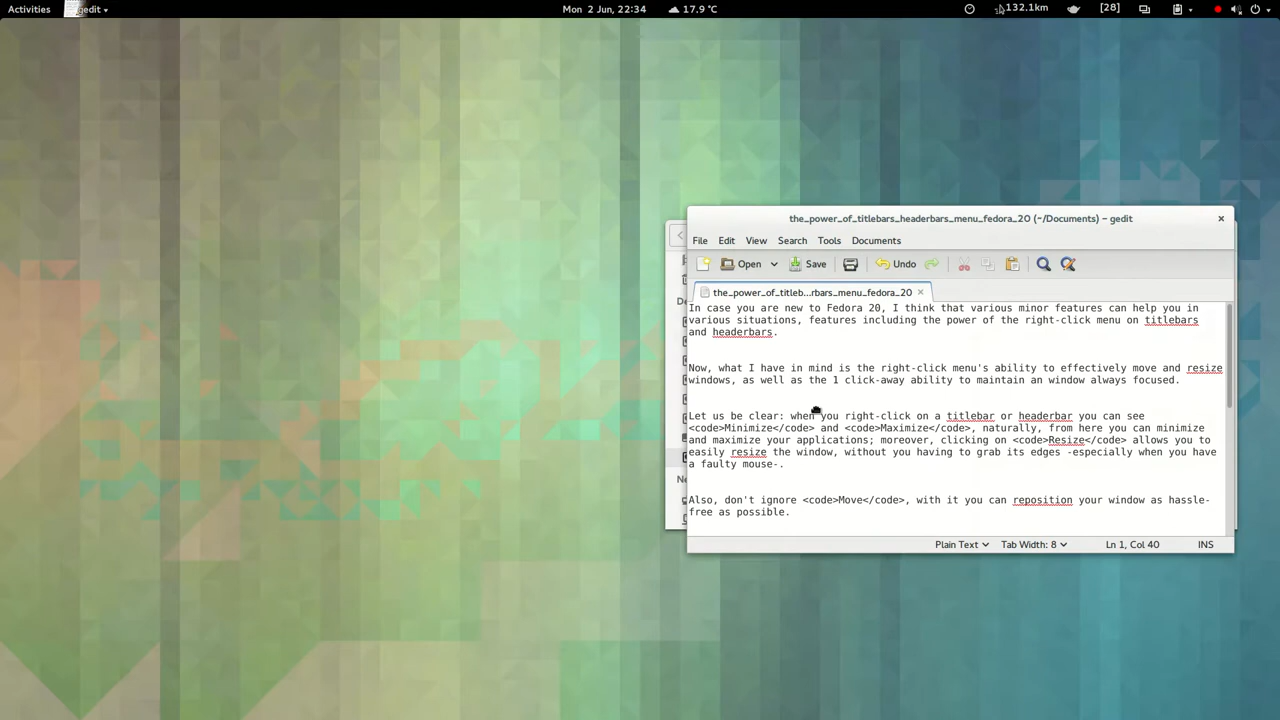 Activities gedit Mon 2 Jun, 22:34 17.9 °C 132.1km [28]
the_power_of_titlebars_headerbars_menu_fedora_20 (~/Documents) – gedit
File Edit View Search Tools Documents
Open Save Undo
the_power_of_titleb...rbars_menu_fedora_20
In case you are new to Fedora 20, I think that various minor features can help you in
various situations, features including the power of the right-click menu on titlebars
and headerbars.
Now, what I have in mind is the right-click menu's ability to effectively move and resize
windows, as well as the 1 click-away ability to maintain an window always focused.
Let us be clear: when you right-click on a titlebar or headerbar you can see
<code>Minimize</code> and <code>Maximize</code>, naturally, from here you can minimize
and maximize your applications; moreover, clicking on <code>Resize</code> allows you to
easily resize the window, without you having to grab its edges -especially when you have
a faulty mouse-.
Also, don't ignore <code>Move</code>, with it you can reposition your window as hassle-
free as possible.
Plain Text Tab Width: 8 Ln 1, Col 40 INS